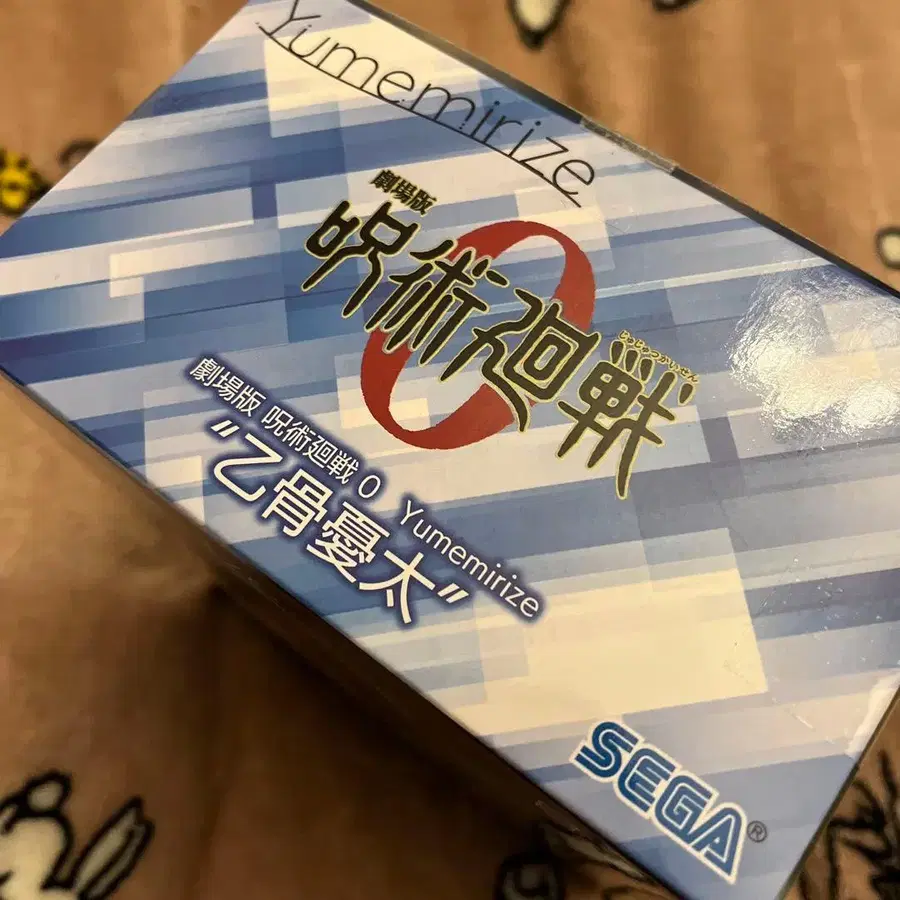 Yumemirize
劇場版
呪術廻戦
0
じゅじゅつかいせん
劇場版 呪術廻戦 0 Yumemirize
"乙骨憂太"
SEGA®